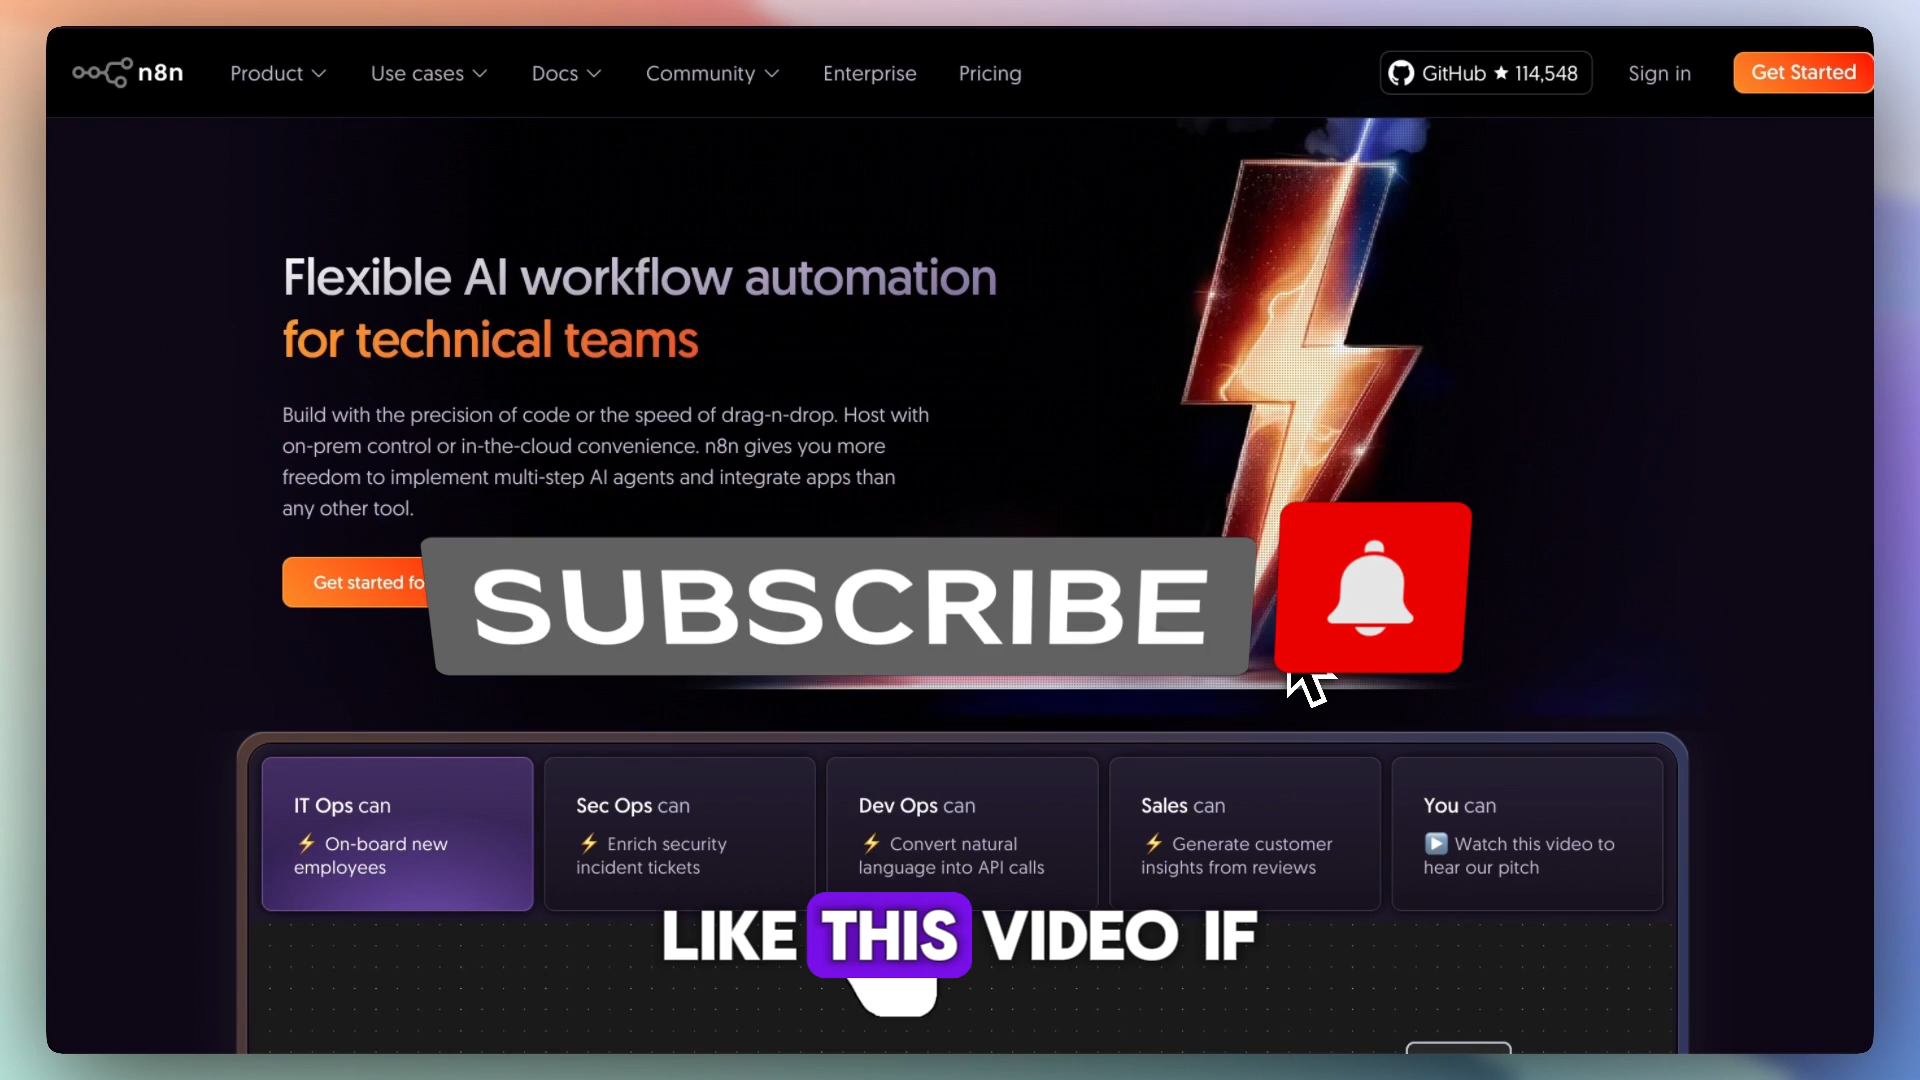 n8n
Product
Use cases
Docs
Community
Enterprise
Pricing
GitHub ★ 114,548
Sign in
Get Started
Flexible AI workflow automation
for technical teams
Build with the precision of code or the speed of drag-n-drop. Host with
on-prem control or in-the-cloud convenience. n8n gives you more
freedom to implement multi-step AI agents and integrate apps than
any other tool.
Get started fo
SUBSCRIBE
IT Ops can
⚡ On-board new
employees
Sec Ops can
⚡ Enrich security
incident tickets
Dev Ops can
⚡ Convert natural
language into API calls
Sales can
⚡ Generate customer
insights from reviews
You can
▶️ Watch this video to
hear our pitch
LIKE THIS VIDEO IF